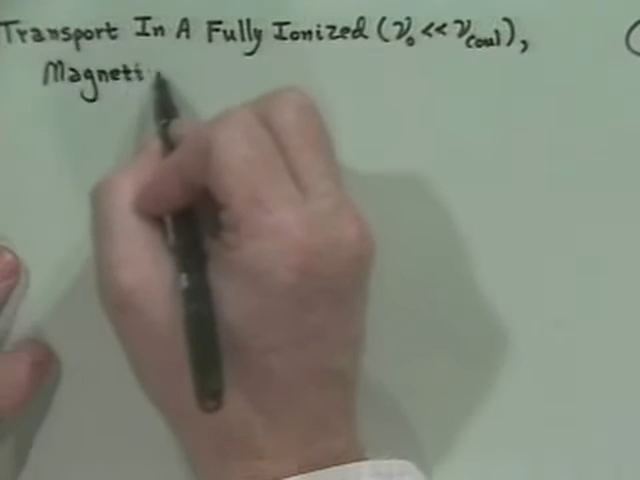 Transport In A Fully Ionized (ν₀ << ν_coul),
Magneti